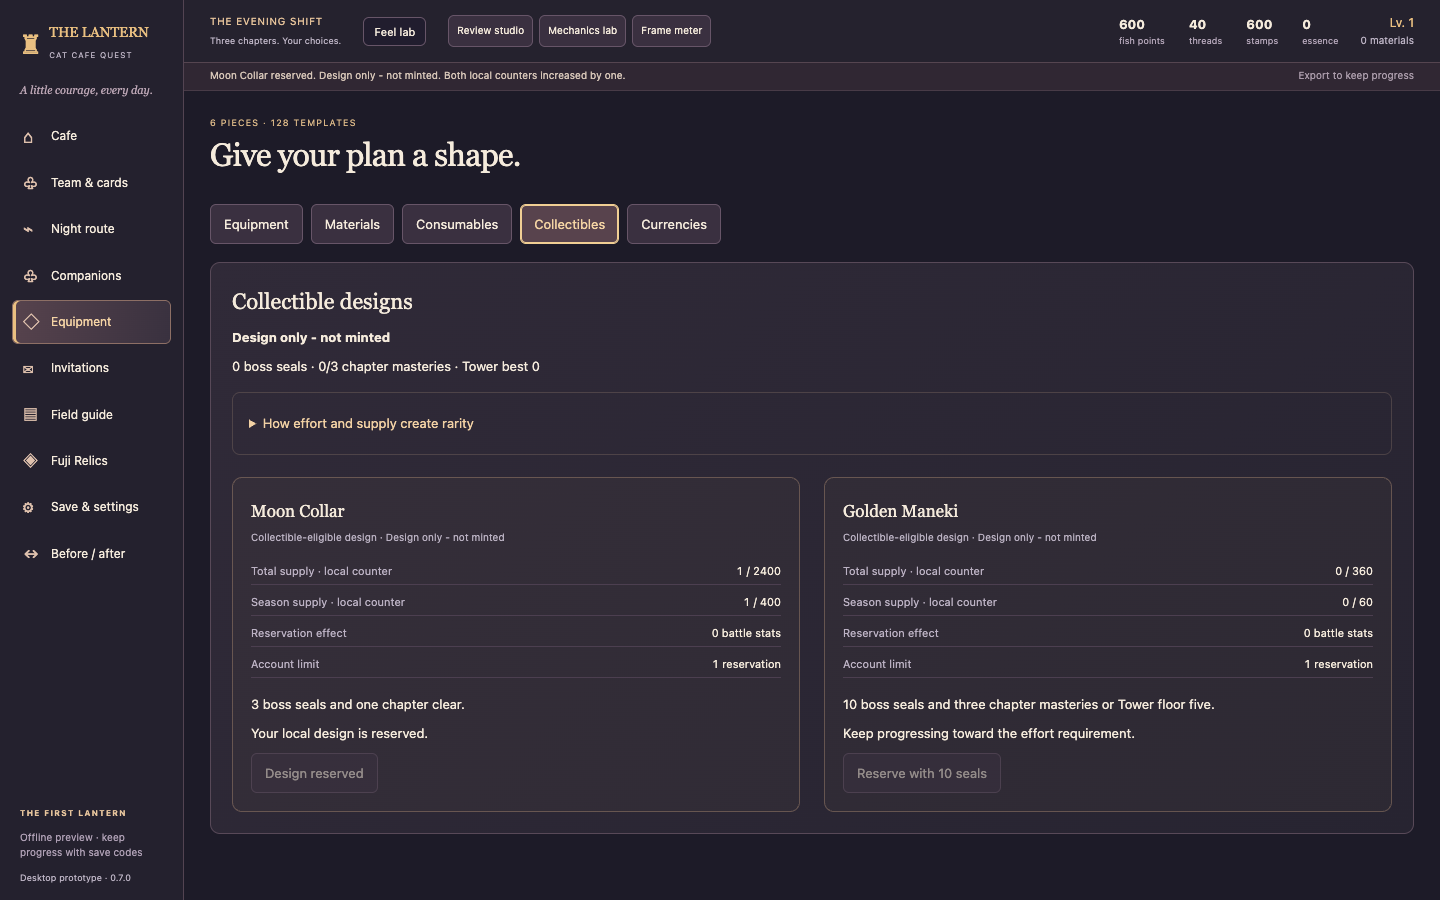 THE LANTERN
CAT CAFE QUEST
A little courage, every day.
Cafe
Team & cards
Night route
Companions
Equipment
Invitations
Field guide
Fuji Relics
Save & settings
Before / after
THE FIRST LANTERN
Offline preview · keep
progress with save codes
Desktop prototype · 0.7.0
THE EVENING SHIFT
Three chapters. Your choices.
Feel lab
Review studio
Mechanics lab
Frame meter
600
fish points
40
threads
600
stamps
0
essence
Lv. 1
0 materials
Moon Collar reserved. Design only - not minted. Both local counters increased by one.
Export to keep progress
6 PIECES · 128 TEMPLATES
Give your plan a shape.
Equipment
Materials
Consumables
Collectibles
Currencies
Collectible designs
Design only - not minted
0 boss seals · 0/3 chapter masteries · Tower best 0
How effort and supply create rarity
Moon Collar
Collectible-eligible design · Design only - not minted
Total supply · local counter 1 / 2400
Season supply · local counter 1 / 400
Reservation effect 0 battle stats
Account limit 1 reservation
3 boss seals and one chapter clear.
Your local design is reserved.
Design reserved
Golden Maneki
Collectible-eligible design · Design only - not minted
Total supply · local counter 0 / 360
Season supply · local counter 0 / 60
Reservation effect 0 battle stats
Account limit 1 reservation
10 boss seals and three chapter masteries or Tower floor five.
Keep progressing toward the effort requirement.
Reserve with 10 seals